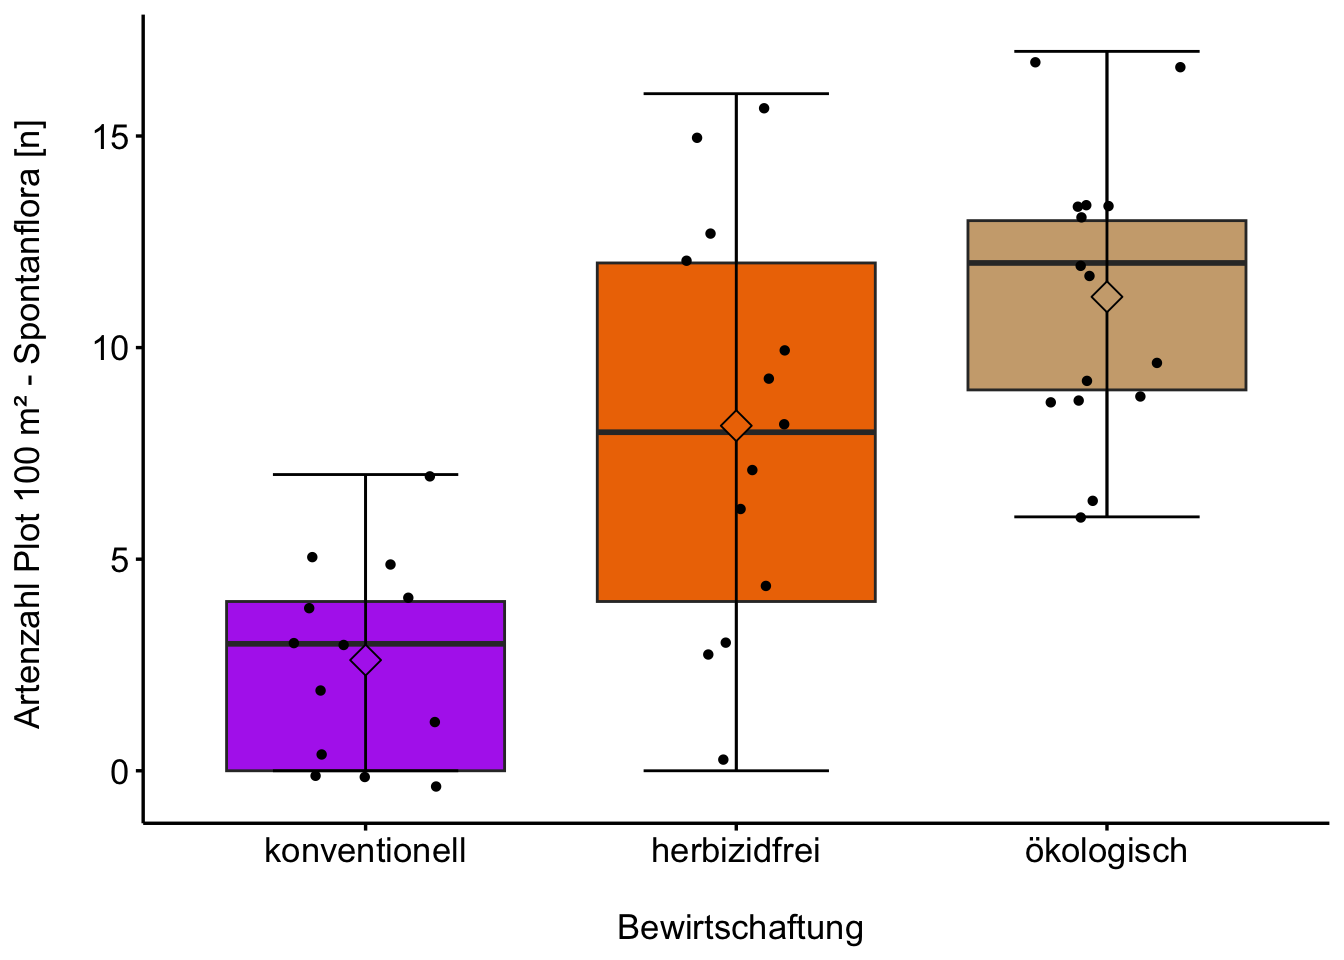 Artenzahl Plot 100 m² - Spontanflora [n]
15
10
5
0
konventionell herbizidfrei ökologisch
Bewirtschaftung